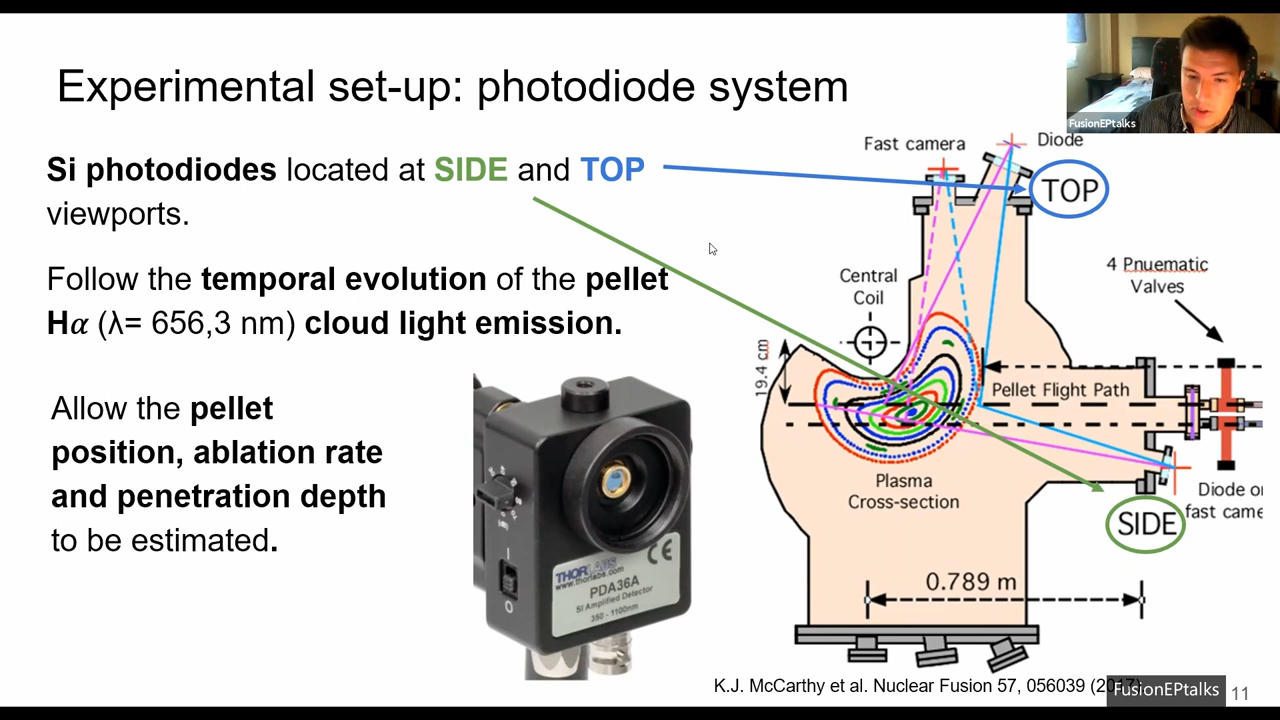 Experimental set-up: photodiode system
FusionEPtalks
Si photodiodes located at SIDE and TOP
viewports.
Follow the temporal evolution of the pellet
Hα (λ= 656,3 nm) cloud light emission.
Allow the pellet
position, ablation rate
and penetration depth
to be estimated.
THORLABS
www.thorlabs.com
PDA36A
SI Amplified Detector
350 - 1100nm
CE
I
O
Fast camera
Diode
TOP
4 Pnuematic
Valves
Central
Coil
19.4 cm
Pellet Flight Path
Plasma
Cross-section
Diode
fast
SIDE
0.789 m
K.J. McCarthy et al. Nuclear Fusion 57, 056039
FusionEPtalks
11